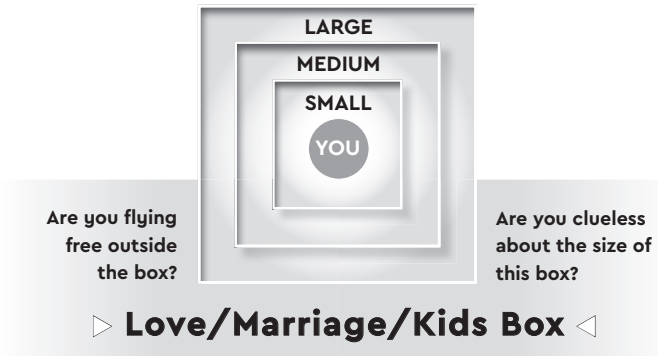 LARGE
MEDIUM
SMALL
YOU
Are you flying
free outside
the box?
Are you clueless
about the size of
this box?
Love/Marriage/Kids Box